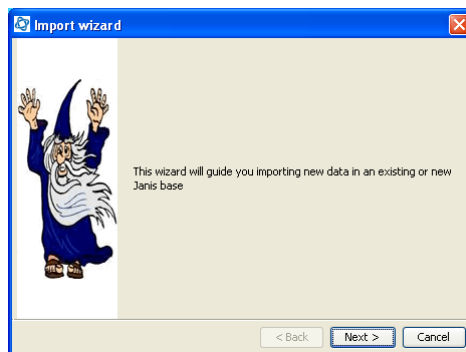 Import wizard
This wizard will guide you importing new data in an existing or new
Janis base
< Back
Next >
Cancel